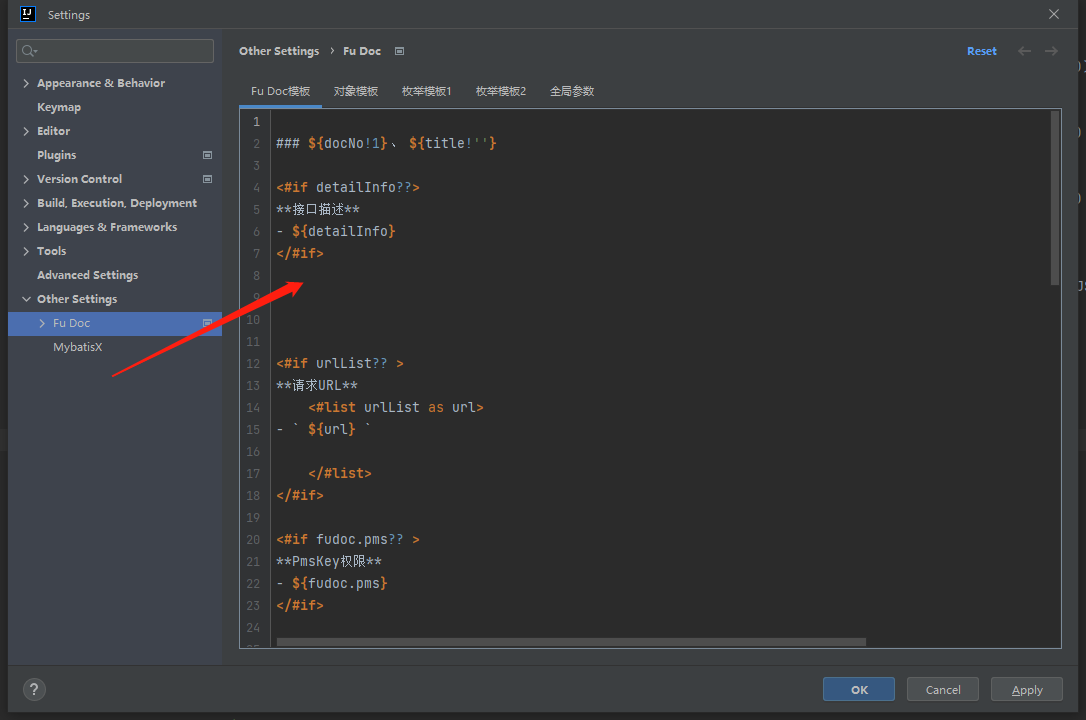 Settings
Other Settings › Fu Doc
Reset
Appearance & Behavior
Keymap
Editor
Plugins
Version Control
Build, Execution, Deployment
Languages & Frameworks
Tools
Advanced Settings
Other Settings
Fu Doc
MybatisX
Fu Doc模板 对象模板 枚举模板1 枚举模板2 全局参数
1
2 ### ${docNo!1}、 ${title!''}
3
4 <#if detailInfo??>
5 **接口描述**
6 - ${detailInfo}
7 </#if>
8
9
10
11
12 <#if urlList?? >
13 **请求URL**
14 <#list urlList as url>
15 - ` ${url} `
16
17 </#list>
18 </#if>
19
20 <#if fudoc.pms?? >
21 **PmsKey权限**
22 - ${fudoc.pms}
23 </#if>
24
?
OK Cancel Apply